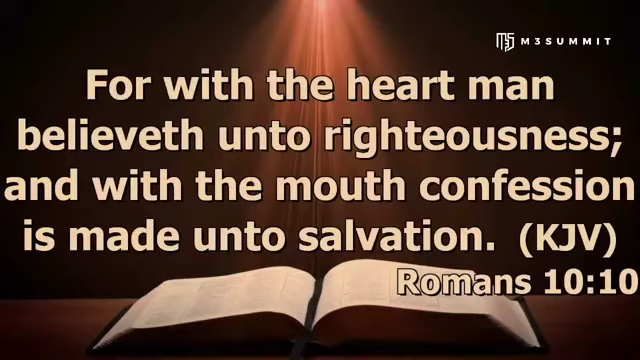 M3SUMMIT
For with the heart man
believeth unto righteousness;
and with the mouth confession
is made unto salvation. (KJV)
Romans 10:10